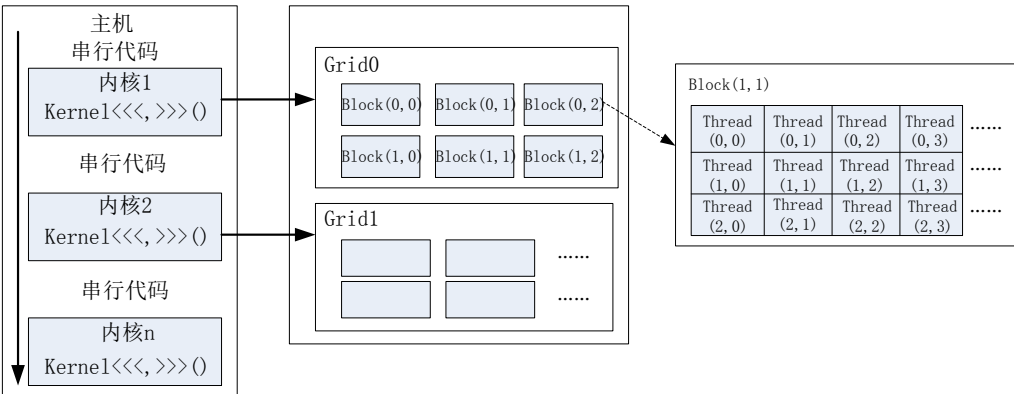 主机
串行代码
内核1
Kernel<<<,>>>()
串行代码
内核2
Kernel<<<,>>>()
串行代码
内核n
Kernel<<<,>>>()
Grid0
Block(0,0) Block(0,1) Block(0,2)
Block(1,0) Block(1,1) Block(1,2)
Grid1
……
……
Block(1,1)
Thread (0,0) Thread (0,1) Thread (0,2) Thread (0,3) ……
Thread (1,0) Thread (1,1) Thread (1,2) Thread (1,3) ……
Thread (2,0) Thread (2,1) Thread (2,2) Thread (2,3) ……